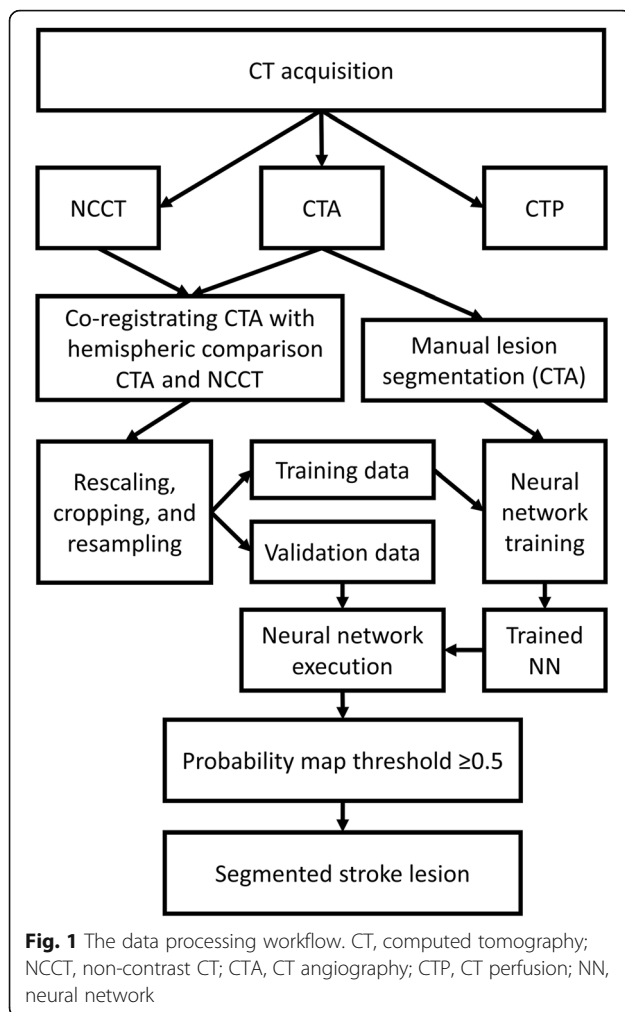 CT acquisition
NCCT
CTA
CTP
Co-registrating CTA with
hemispheric comparison
CTA and NCCT
Manual lesion
segmentation (CTA)
Rescaling,
cropping, and
resampling
Training data
Validation data
Neural
network
training
Neural network
execution
Trained
NN
Probability map threshold ≥0.5
Segmented stroke lesion
Fig. 1 The data processing workflow. CT, computed tomography;
NCCT, non-contrast CT; CTA, CT angiography; CTP, CT perfusion; NN,
neural network